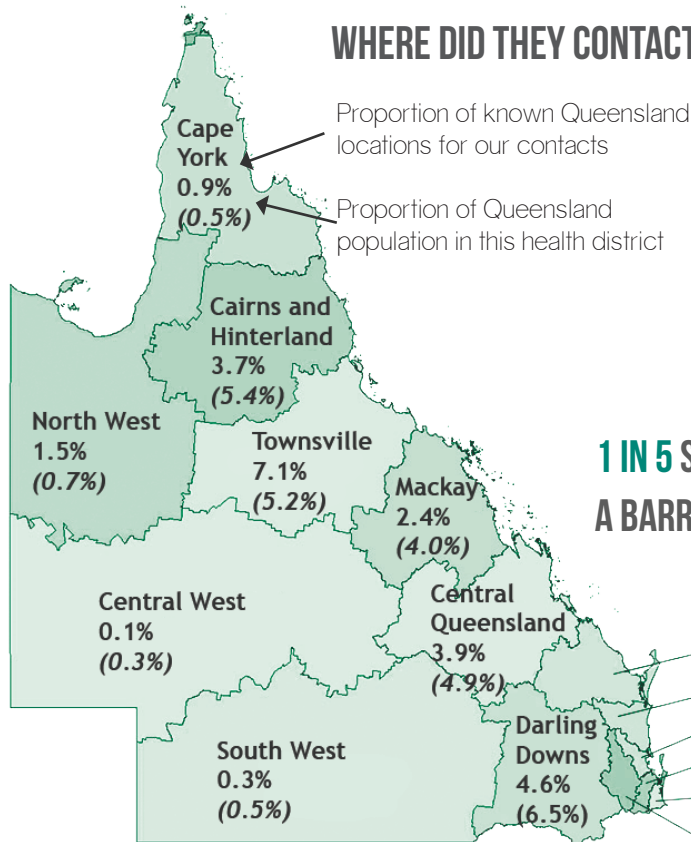 WHERE DID THEY CONTACT
Proportion of known Queensland
locations for our contacts
Proportion of Queensland
population in this health district
Cape
York
0.9%
(0.5%)
Cairns and
Hinterland
3.7%
(5.4%)
North West
1.5%
(0.7%)
Townsville
7.1%
(5.2%)
Mackay
2.4%
(4.0%)
1 IN 5 S
A BARR
Central West
0.1%
(0.3%)
Central
Queensland
3.9%
(4.9%)
South West
0.3%
(0.5%)
Darling
Downs
4.6%
(6.5%)